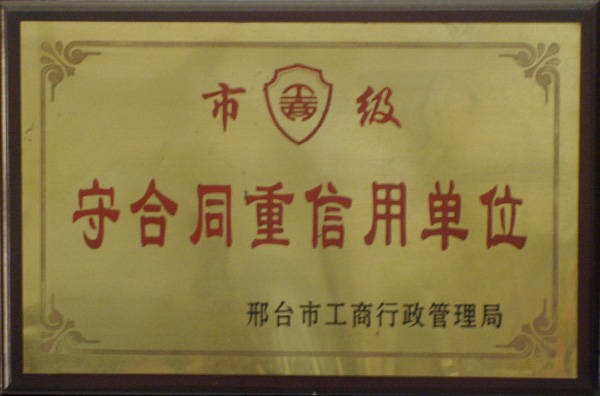 市 级
守合同重信用单位
邢台市工商行政管理局